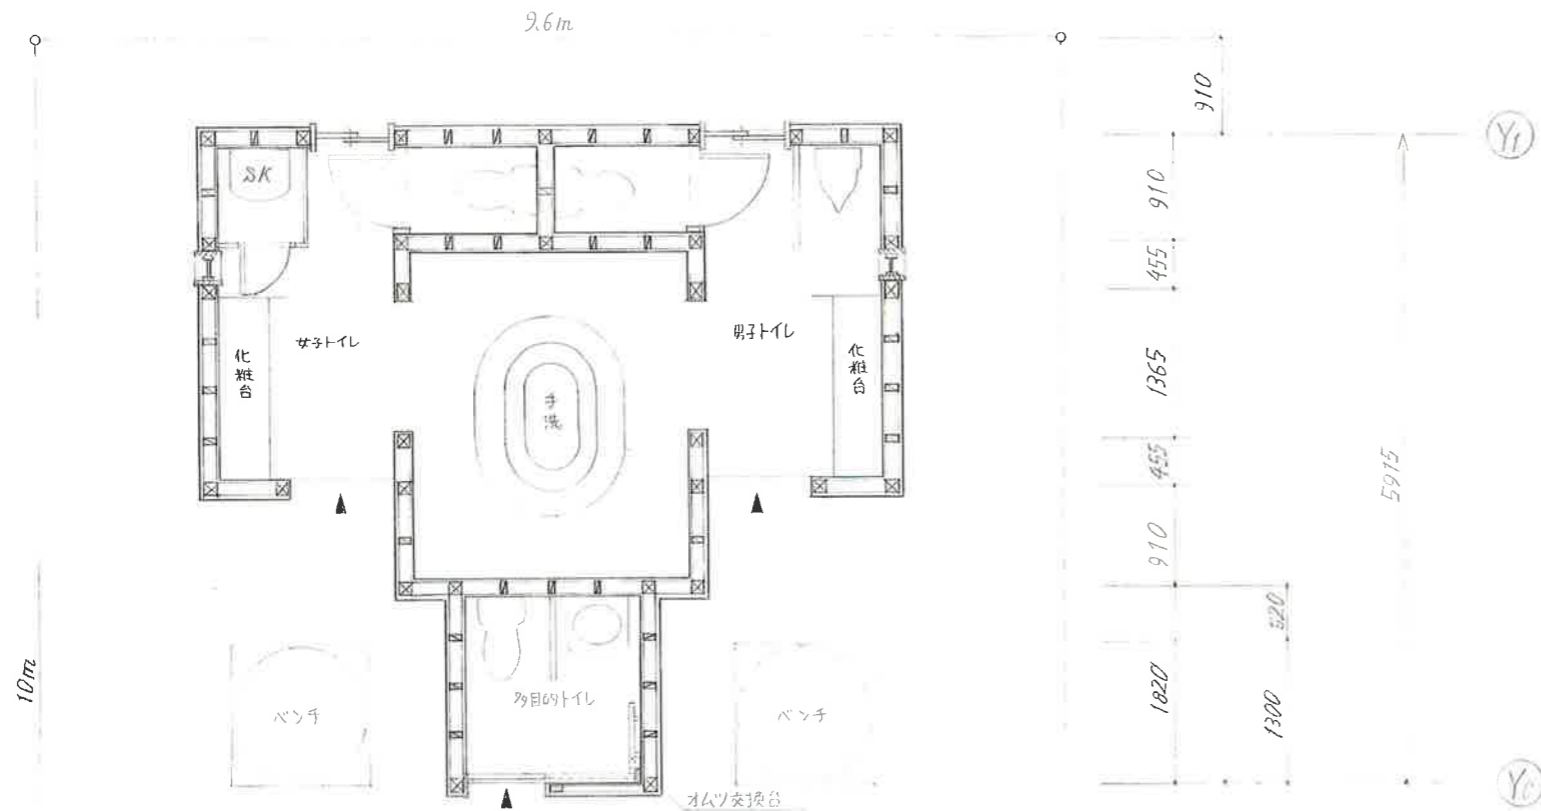 9.6m
910
Y1
SK
910
455
女子トイレ
男子トイレ
化粧台
化粧台
手洗
1365
455
5915
910
520
10m
ベンチ
多目的トイレ
ベンチ
1820
1300
オムツ交換台
Y0